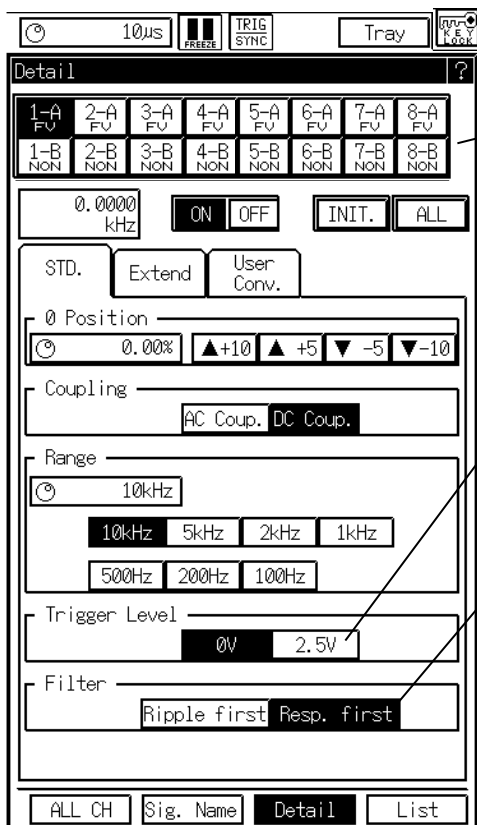 10µs FREEZE TRIG SYNC Tray KEY LOCK
Detail ?
1-A 2-A 3-A 4-A 5-A 6-A 7-A 8-A
FV FV FV FV FV FV FV FV
1-B 2-B 3-B 4-B 5-B 6-B 7-B 8-B
NON NON NON NON NON NON NON NON
0.0000 kHz ON OFF INIT. ALL
STD. Extend User Conv.
0 Position
0.00% ▲+10 ▲ +5 ▼ -5 ▼-10
Coupling
AC Coup. DC Coup.
Range
10kHz
10kHz 5kHz 2kHz 1kHz
500Hz 200Hz 100Hz
Trigger Level
0V 2.5V
Filter
Ripple first Resp. first
ALL CH Sig. Name Detail List